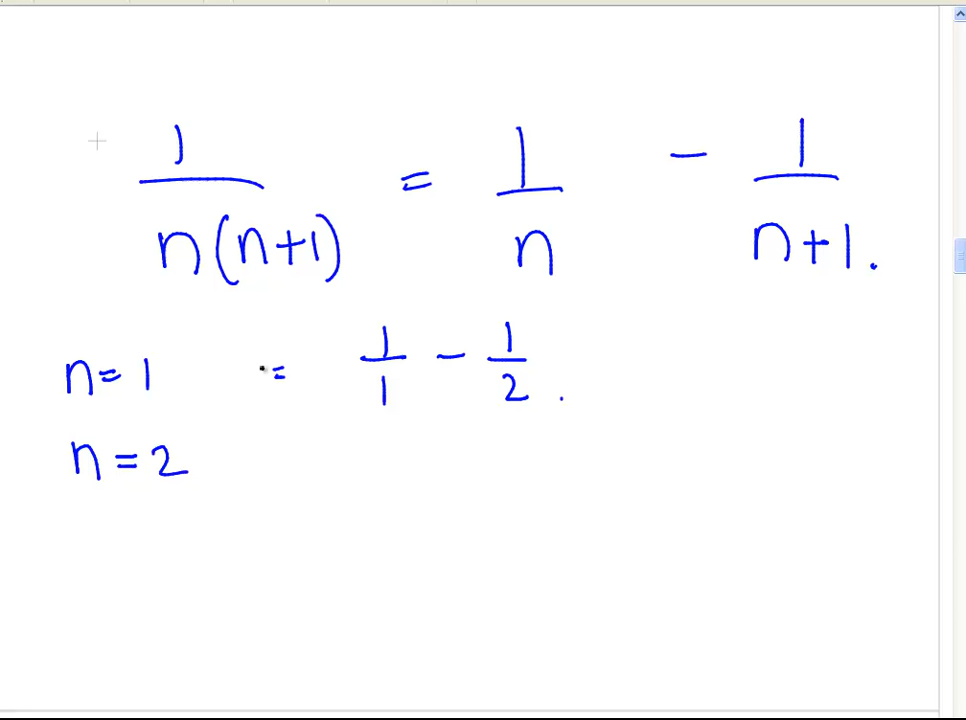 1/n(n+1) = 1/n - 1/n+1.
n=1 = 1/1 - 1/2.
n=2